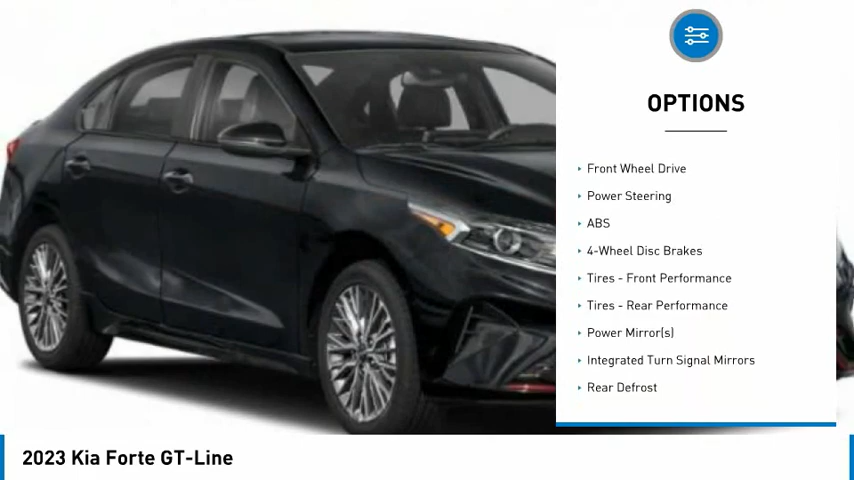 OPTIONS
Front Wheel Drive
Power Steering
ABS
4-Wheel Disc Brakes
Tires - Front Performance
Tires - Rear Performance
Power Mirror(s)
Integrated Turn Signal Mirrors
Rear Defrost
2023 Kia Forte GT-Line